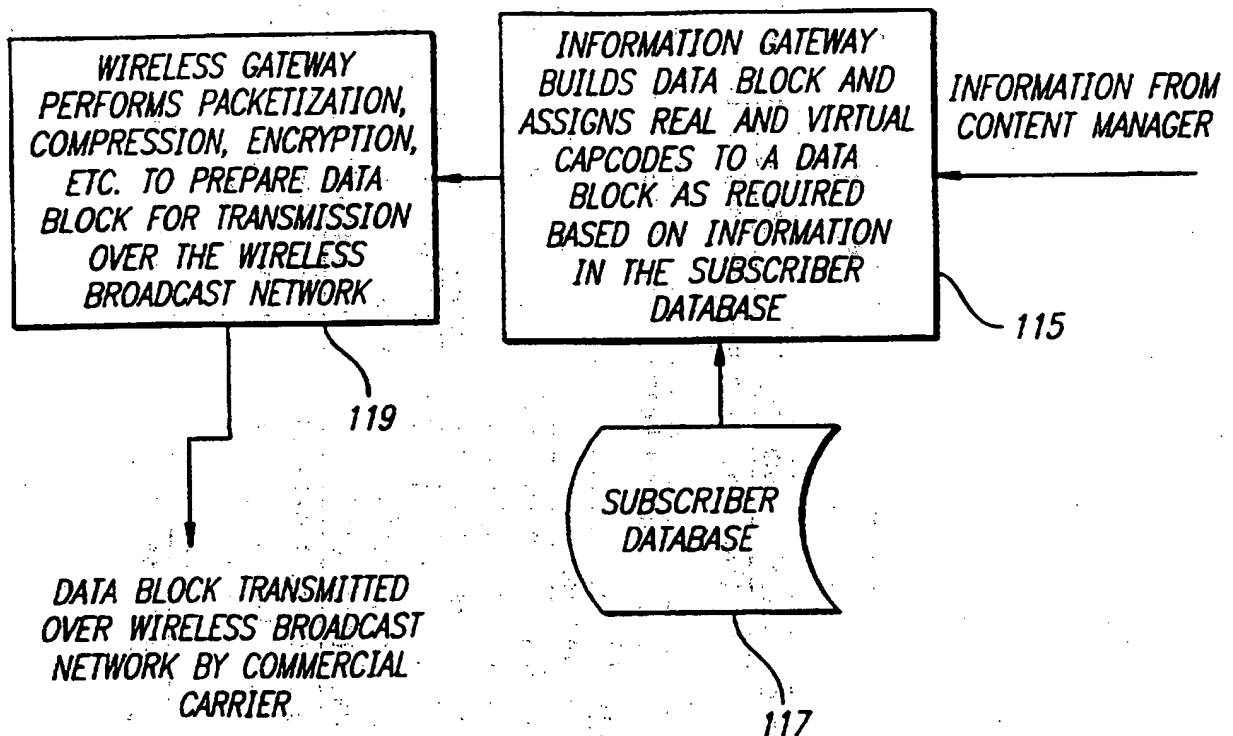 WIRELESS GATEWAY
PERFORMS PACKETIZATION,
COMPRESSION, ENCRYPTION,
ETC. TO PREPARE DATA
BLOCK FOR TRANSMISSION
OVER THE WIRELESS
BROADCAST NETWORK
119
INFORMATION GATEWAY
BUILDS DATA BLOCK AND
ASSIGNS REAL AND VIRTUAL
CAPCODES TO A DATA
BLOCK AS REQUIRED
BASED ON INFORMATION
IN THE SUBSCRIBER
DATABASE
115
INFORMATION FROM
CONTENT MANAGER
SUBSCRIBER
DATABASE
117
DATA BLOCK TRANSMITTED
OVER WIRELESS BROADCAST
NETWORK BY COMMERCIAL
CARRIER